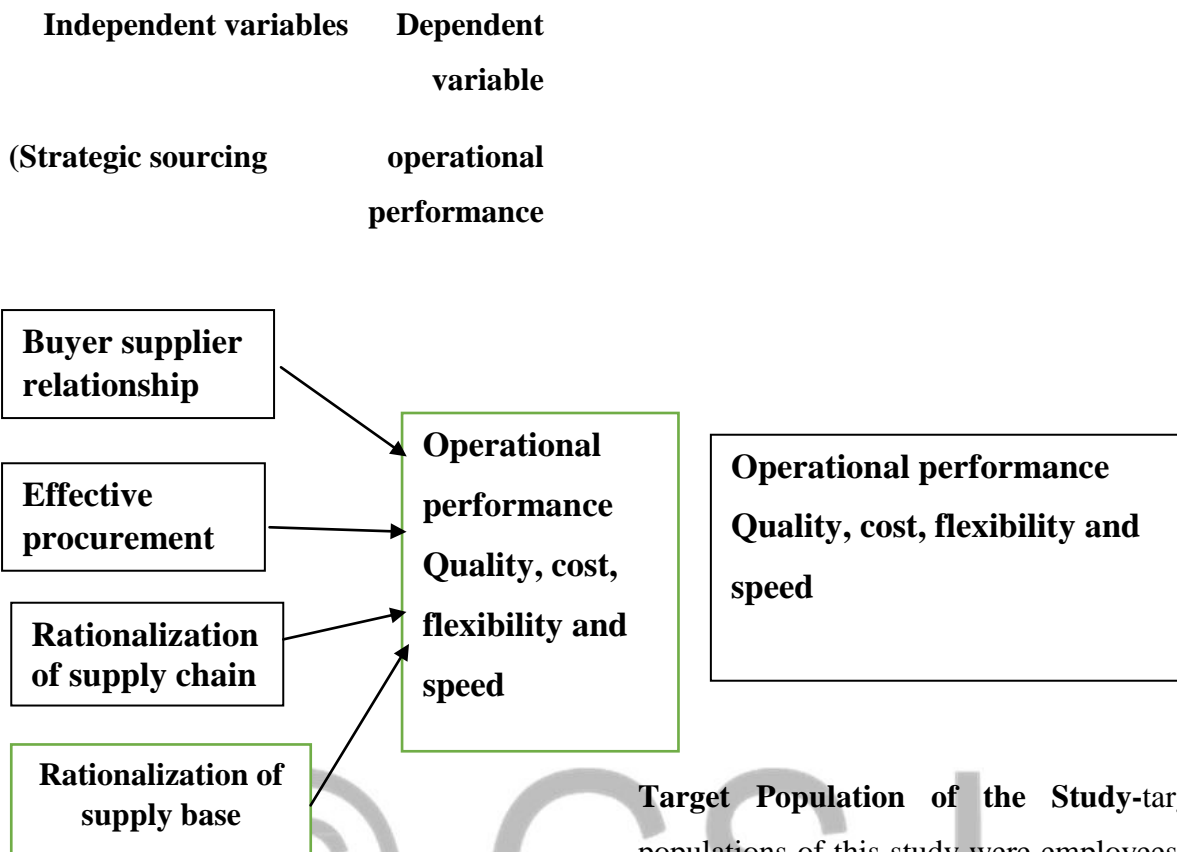 Independent variables Dependent
variable
(Strategic sourcing operational
performance
Buyer supplier
relationship
Effective
procurement
Rationalization
of supply chain
Rationalization of
supply base
Operational
performance
Quality, cost,
flexibility and
speed
Operational performance
Quality, cost, flexibility and
speed
Target Population of the Study-
populations of this study were employees